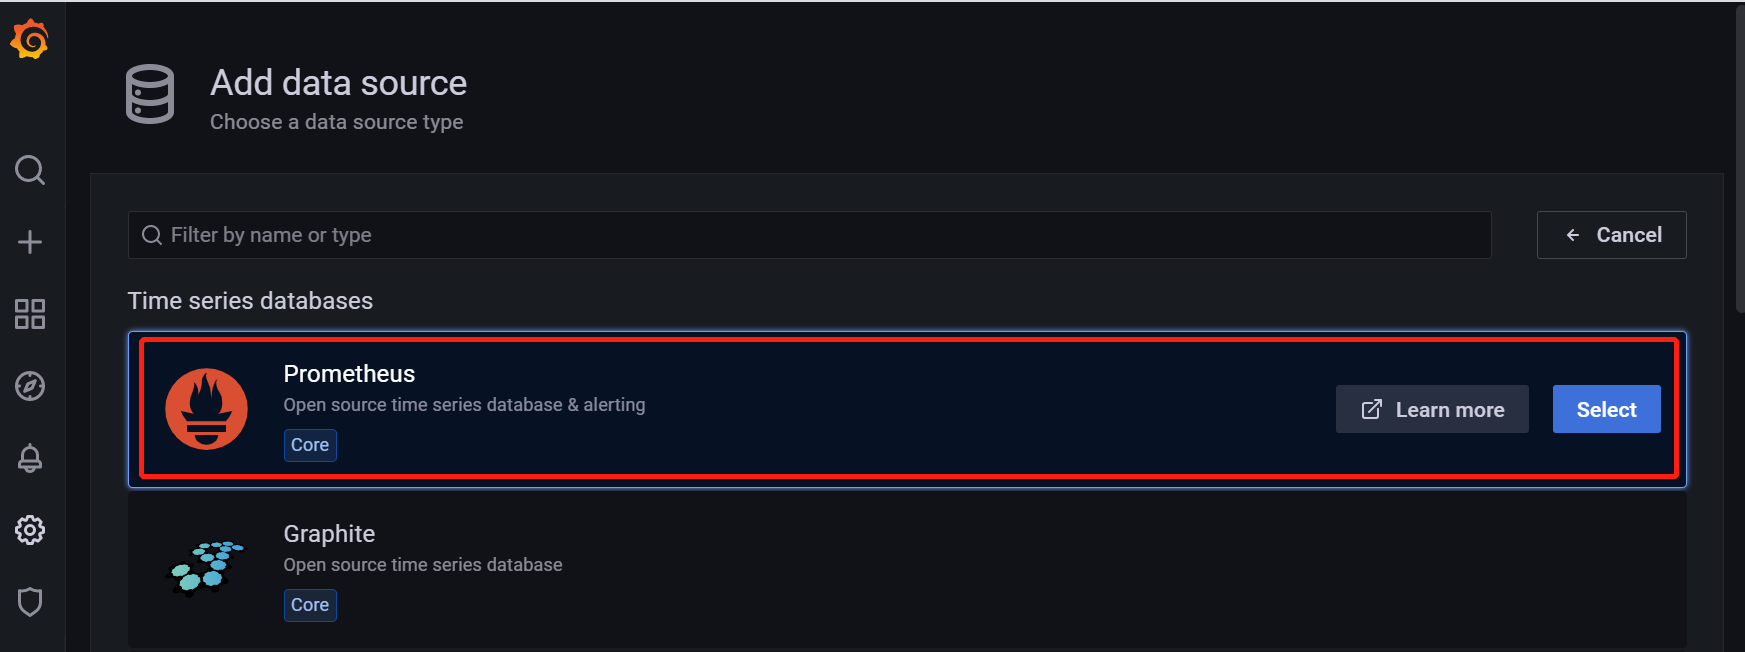 Add data source
Choose a data source type
Filter by name or type
Cancel
Time series databases
Prometheus
Open source time series database & alerting
Core
Learn more
Select
Graphite
Open source time series database
Core